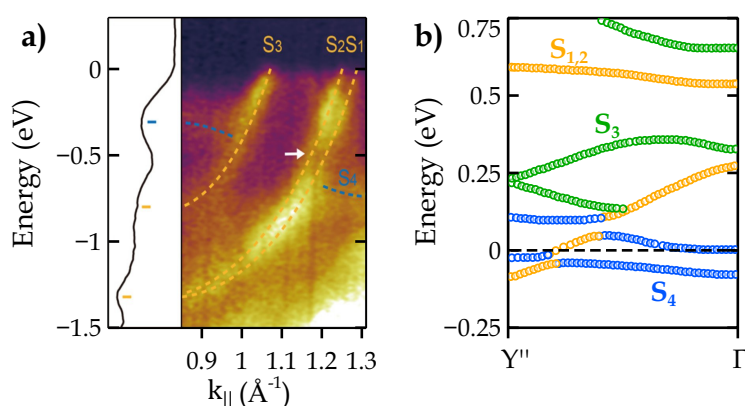 a)
S₃ S₂S₁
S₄
0
−0.5
−1
−1.5
Energy (eV)
0.9 1 1.1 1.2 1.3
k|| (Å⁻¹)
b)
S₁,₂
S₃
S₄
0.75
0.5
0.25
0
-0.25
Energy (eV)
Y'' Γ